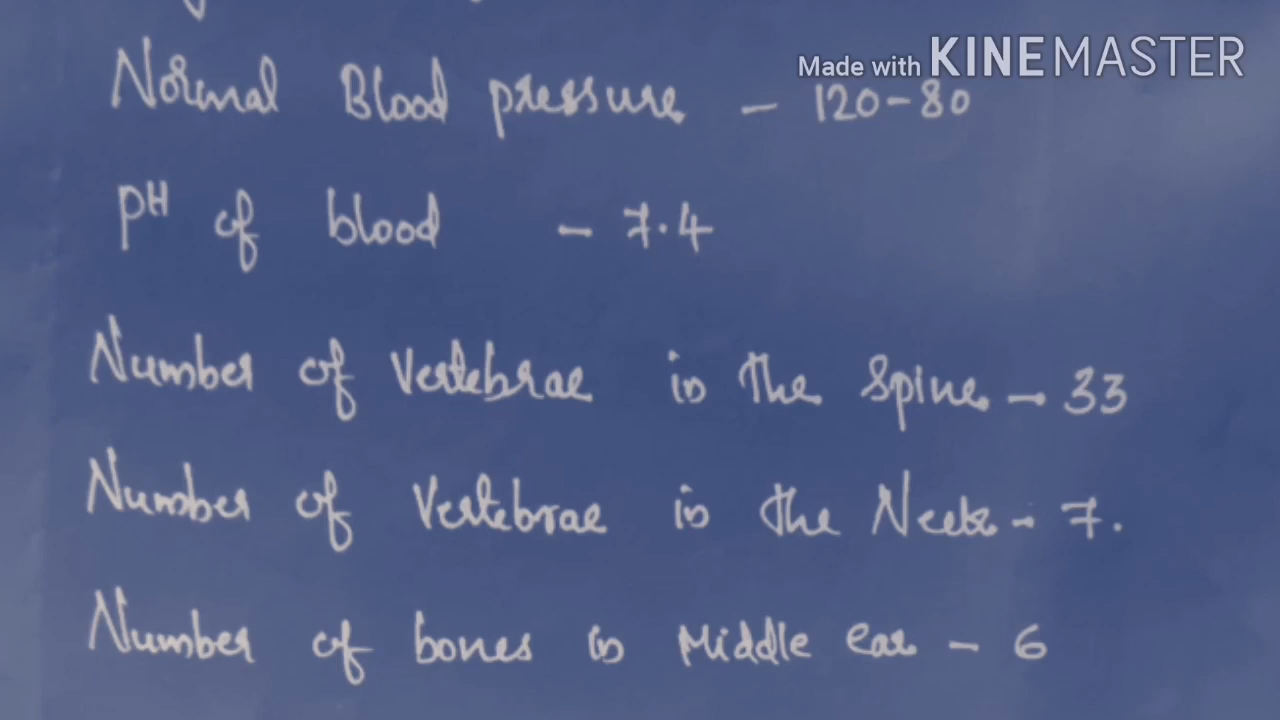 Made with KINEMASTER
Normal Blood pressure - 120-80
PH of blood - 7.4
Number of Vertebrae in the Spine - 33
Number of Vertebrae in the Neck - 7.
Number of bones in Middle ear - 6